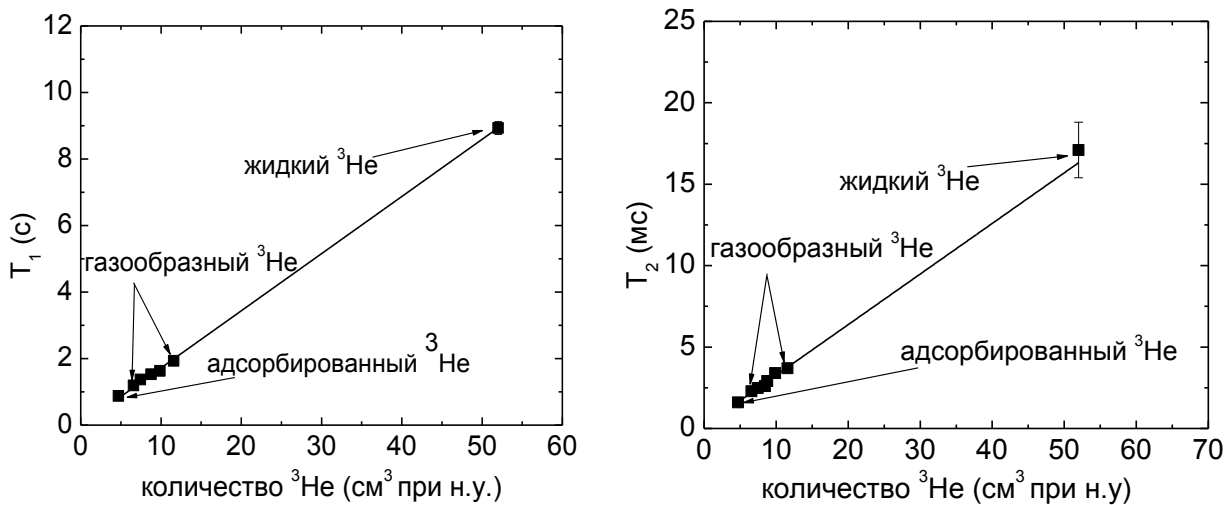 12
10
8
6
4
2
0
T₁ (с)
жидкий ³He
газообразный ³He
адсорбированный ³He
0 10 20 30 40 50 60
количество ³He (см³ при н.у.)
25
20
15
10
5
0
T₂ (мс)
жидкий ³He
газообразный ³He
адсорбированный ³He
0 10 20 30 40 50 60 70
количество ³He (см³ при н.у)